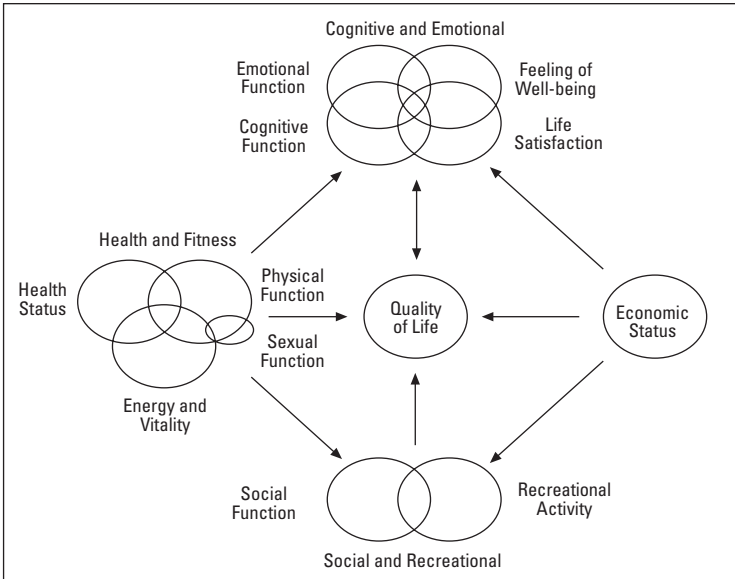 Cognitive and Emotional
Emotional
Function
Feeling of
Well-being
Cognitive
Function
Life
Satisfaction
Health and Fitness
Health
Status
Physical
Function
Sexual
Function
Energy and
Vitality
Quality
of Life
Economic
Status
Social
Function
Recreational
Activity
Social and Recreational